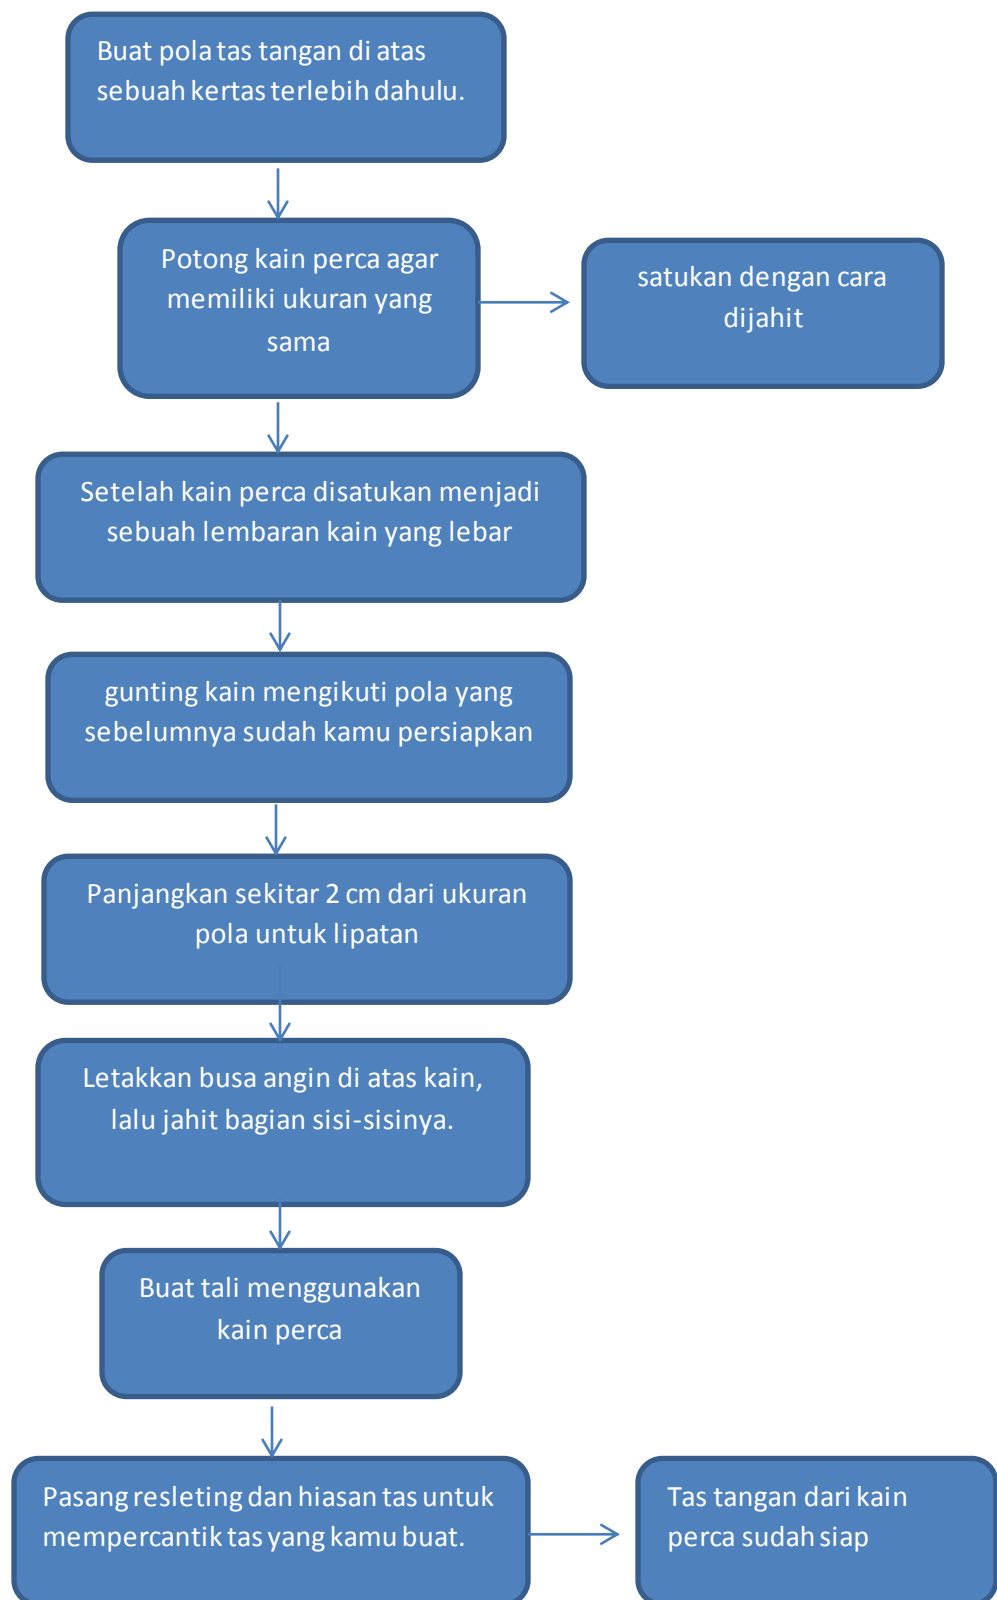 Buat pola tas tangan di atas
sebuah kertas terlebih dahulu.
Potong kain perca agar
memiliki ukuran yang
sama
satukan dengan cara
dijahit
Setelah kain perca disatukan menjadi
sebuah lembaran kain yang lebar
gunting kain mengikuti pola yang
sebelumnya sudah kamu persiapkan
Panjangkan sekitar 2 cm dari ukuran
pola untuk lipatan
Letakkan busa angin di atas kain,
lalu jahit bagian sisi-sisinya.
Buat tali menggunakan
kain perca
Pasang resleting dan hiasan tas untuk
mempercantik tas yang kamu buat.
Tas tangan dari kain
perca sudah siap